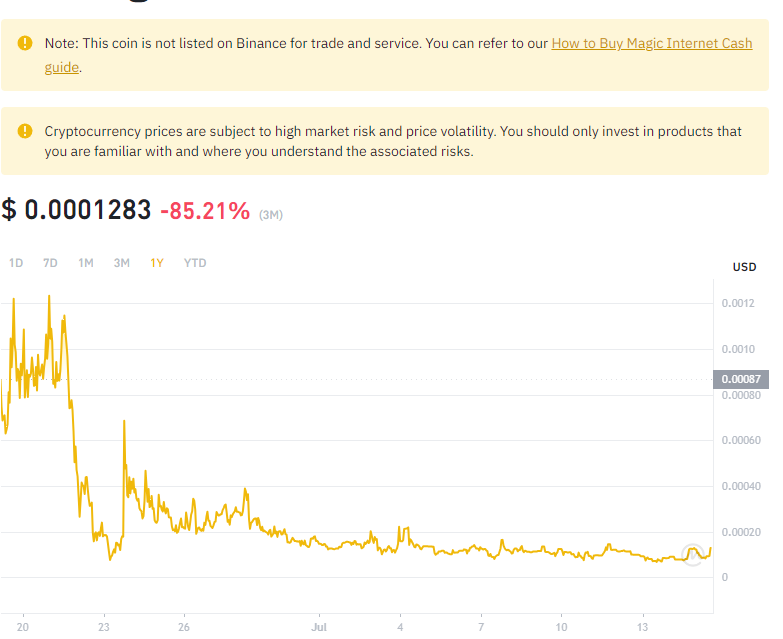 Note: This coin is not listed on Binance for trade and service. You can refer to our How to Buy Magic Internet Cash
guide.
Cryptocurrency prices are subject to high market risk and price volatility. You should only invest in products that
you are familiar with and where you understand the associated risks.
$ 0.0001283 -85.21% (3M)
1D 7D 1M 3M 1Y YTD
USD
0.0012
0.0010
0.00087
0.00080
0.00060
0.00040
0.00020
0
20 23 26 Jul 4 7 10 13